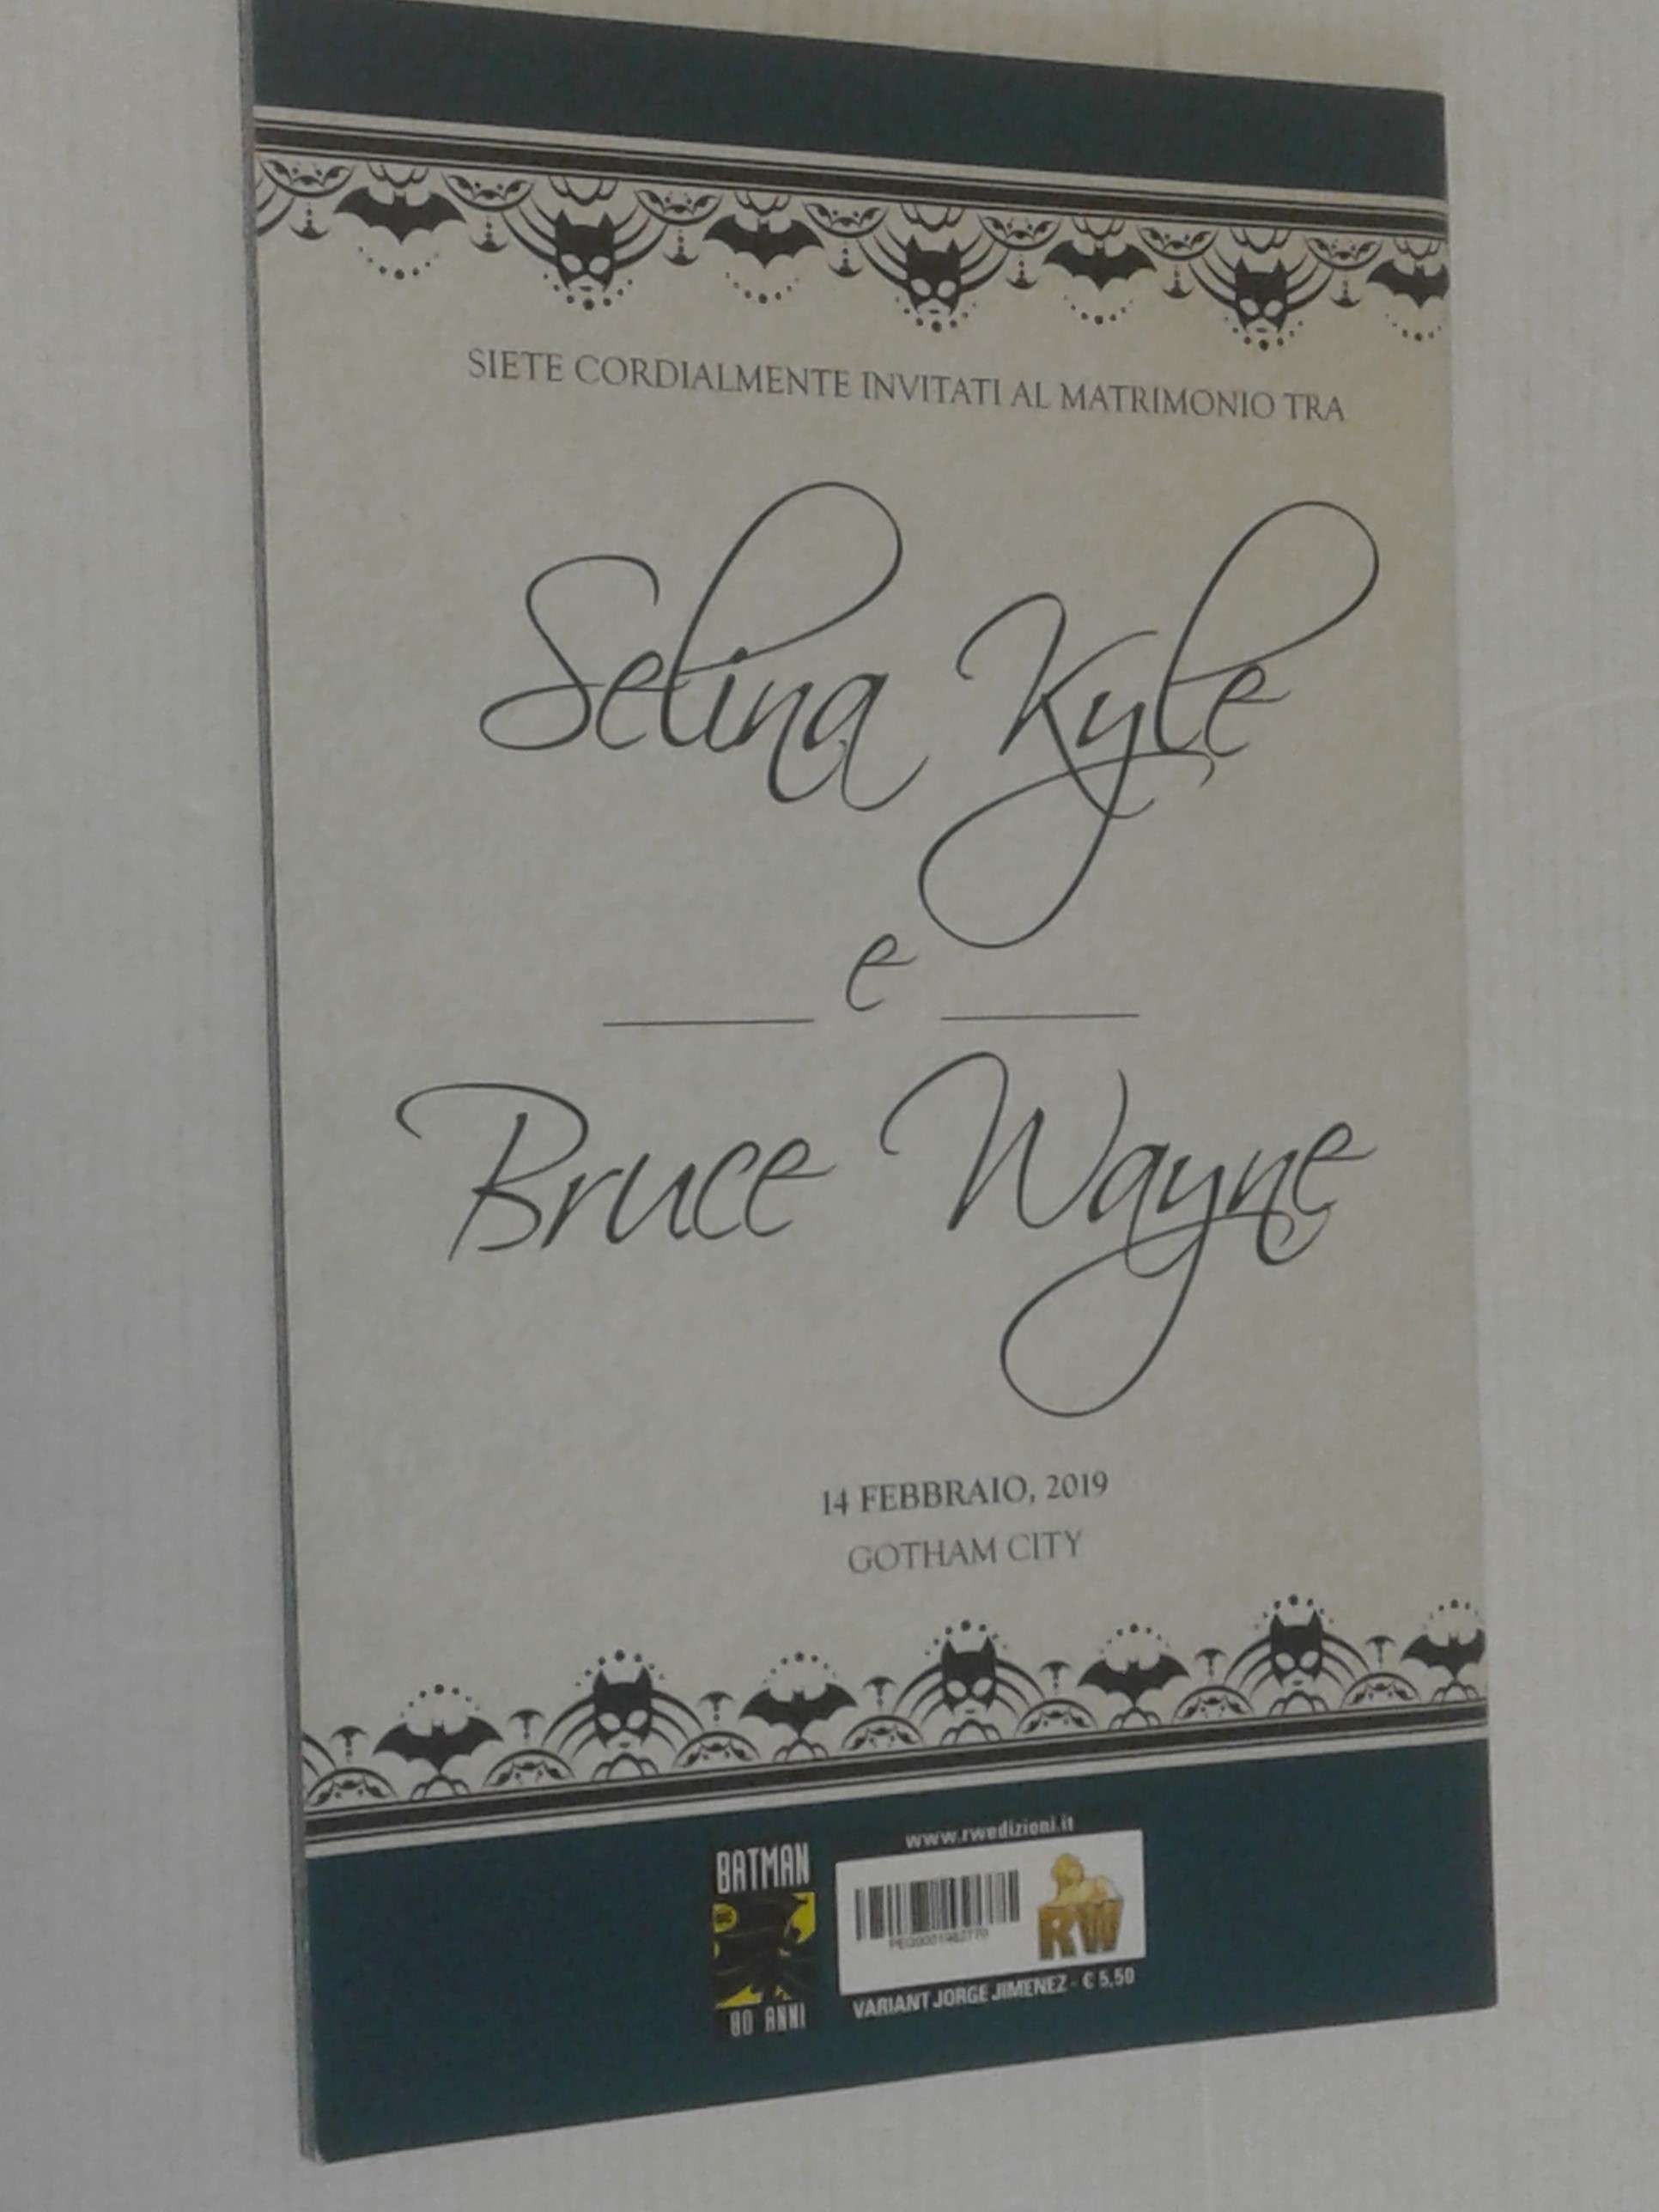 SIETE CORDIALMENTE INVITATI AL MATRIMONIO TRA
Selina Kyle
e
Bruce Wayne
14 FEBBRAIO, 2019
GOTHAM CITY
www.rwedizioni.it
BATMAN
RW
80 ANNI
VARIANT JORGE JIMENEZ - € 5,50